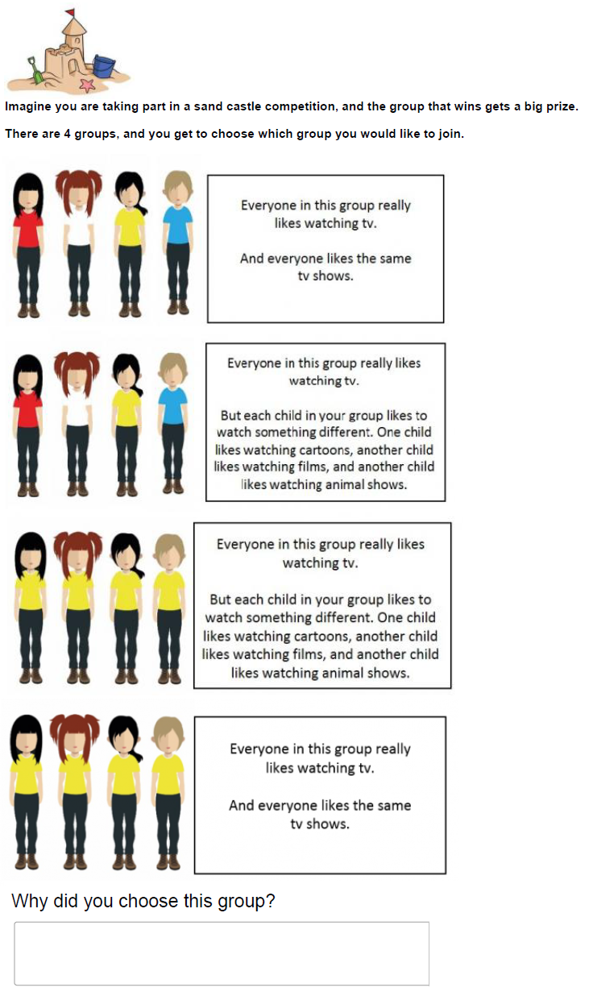 Imagine you are taking part in a sand castle competition, and the group that wins gets a big prize.
There are 4 groups, and you get to choose which group you would like to join.
Everyone in this group really
likes watching tv.
And everyone likes the same
tv shows.
Everyone in this group really likes
watching tv.
But each child in your group likes to
watch something different. One child
likes watching cartoons, another child
likes watching films, and another child
likes watching animal shows.
Everyone in this group really likes
watching tv.
But each child in your group likes to
watch something different. One child
likes watching cartoons, another child
likes watching films, and another child
likes watching animal shows.
Everyone in this group really
likes watching tv.
And everyone likes the same
tv shows.
Why did you choose this group?